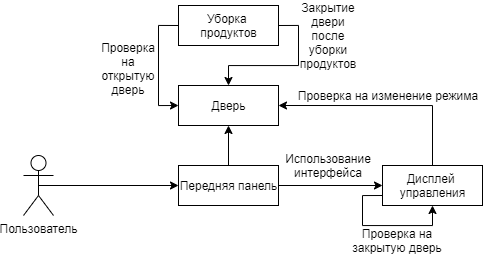 Уборка
продуктов
Закрытие
двери
после
уборки
продуктов
Проверка
на
открытую
дверь
Дверь
Проверка на изменение режима
Передняя панель
Использование
интерфейса
Дисплей
управления
Пользователь
Проверка на
закрытую дверь